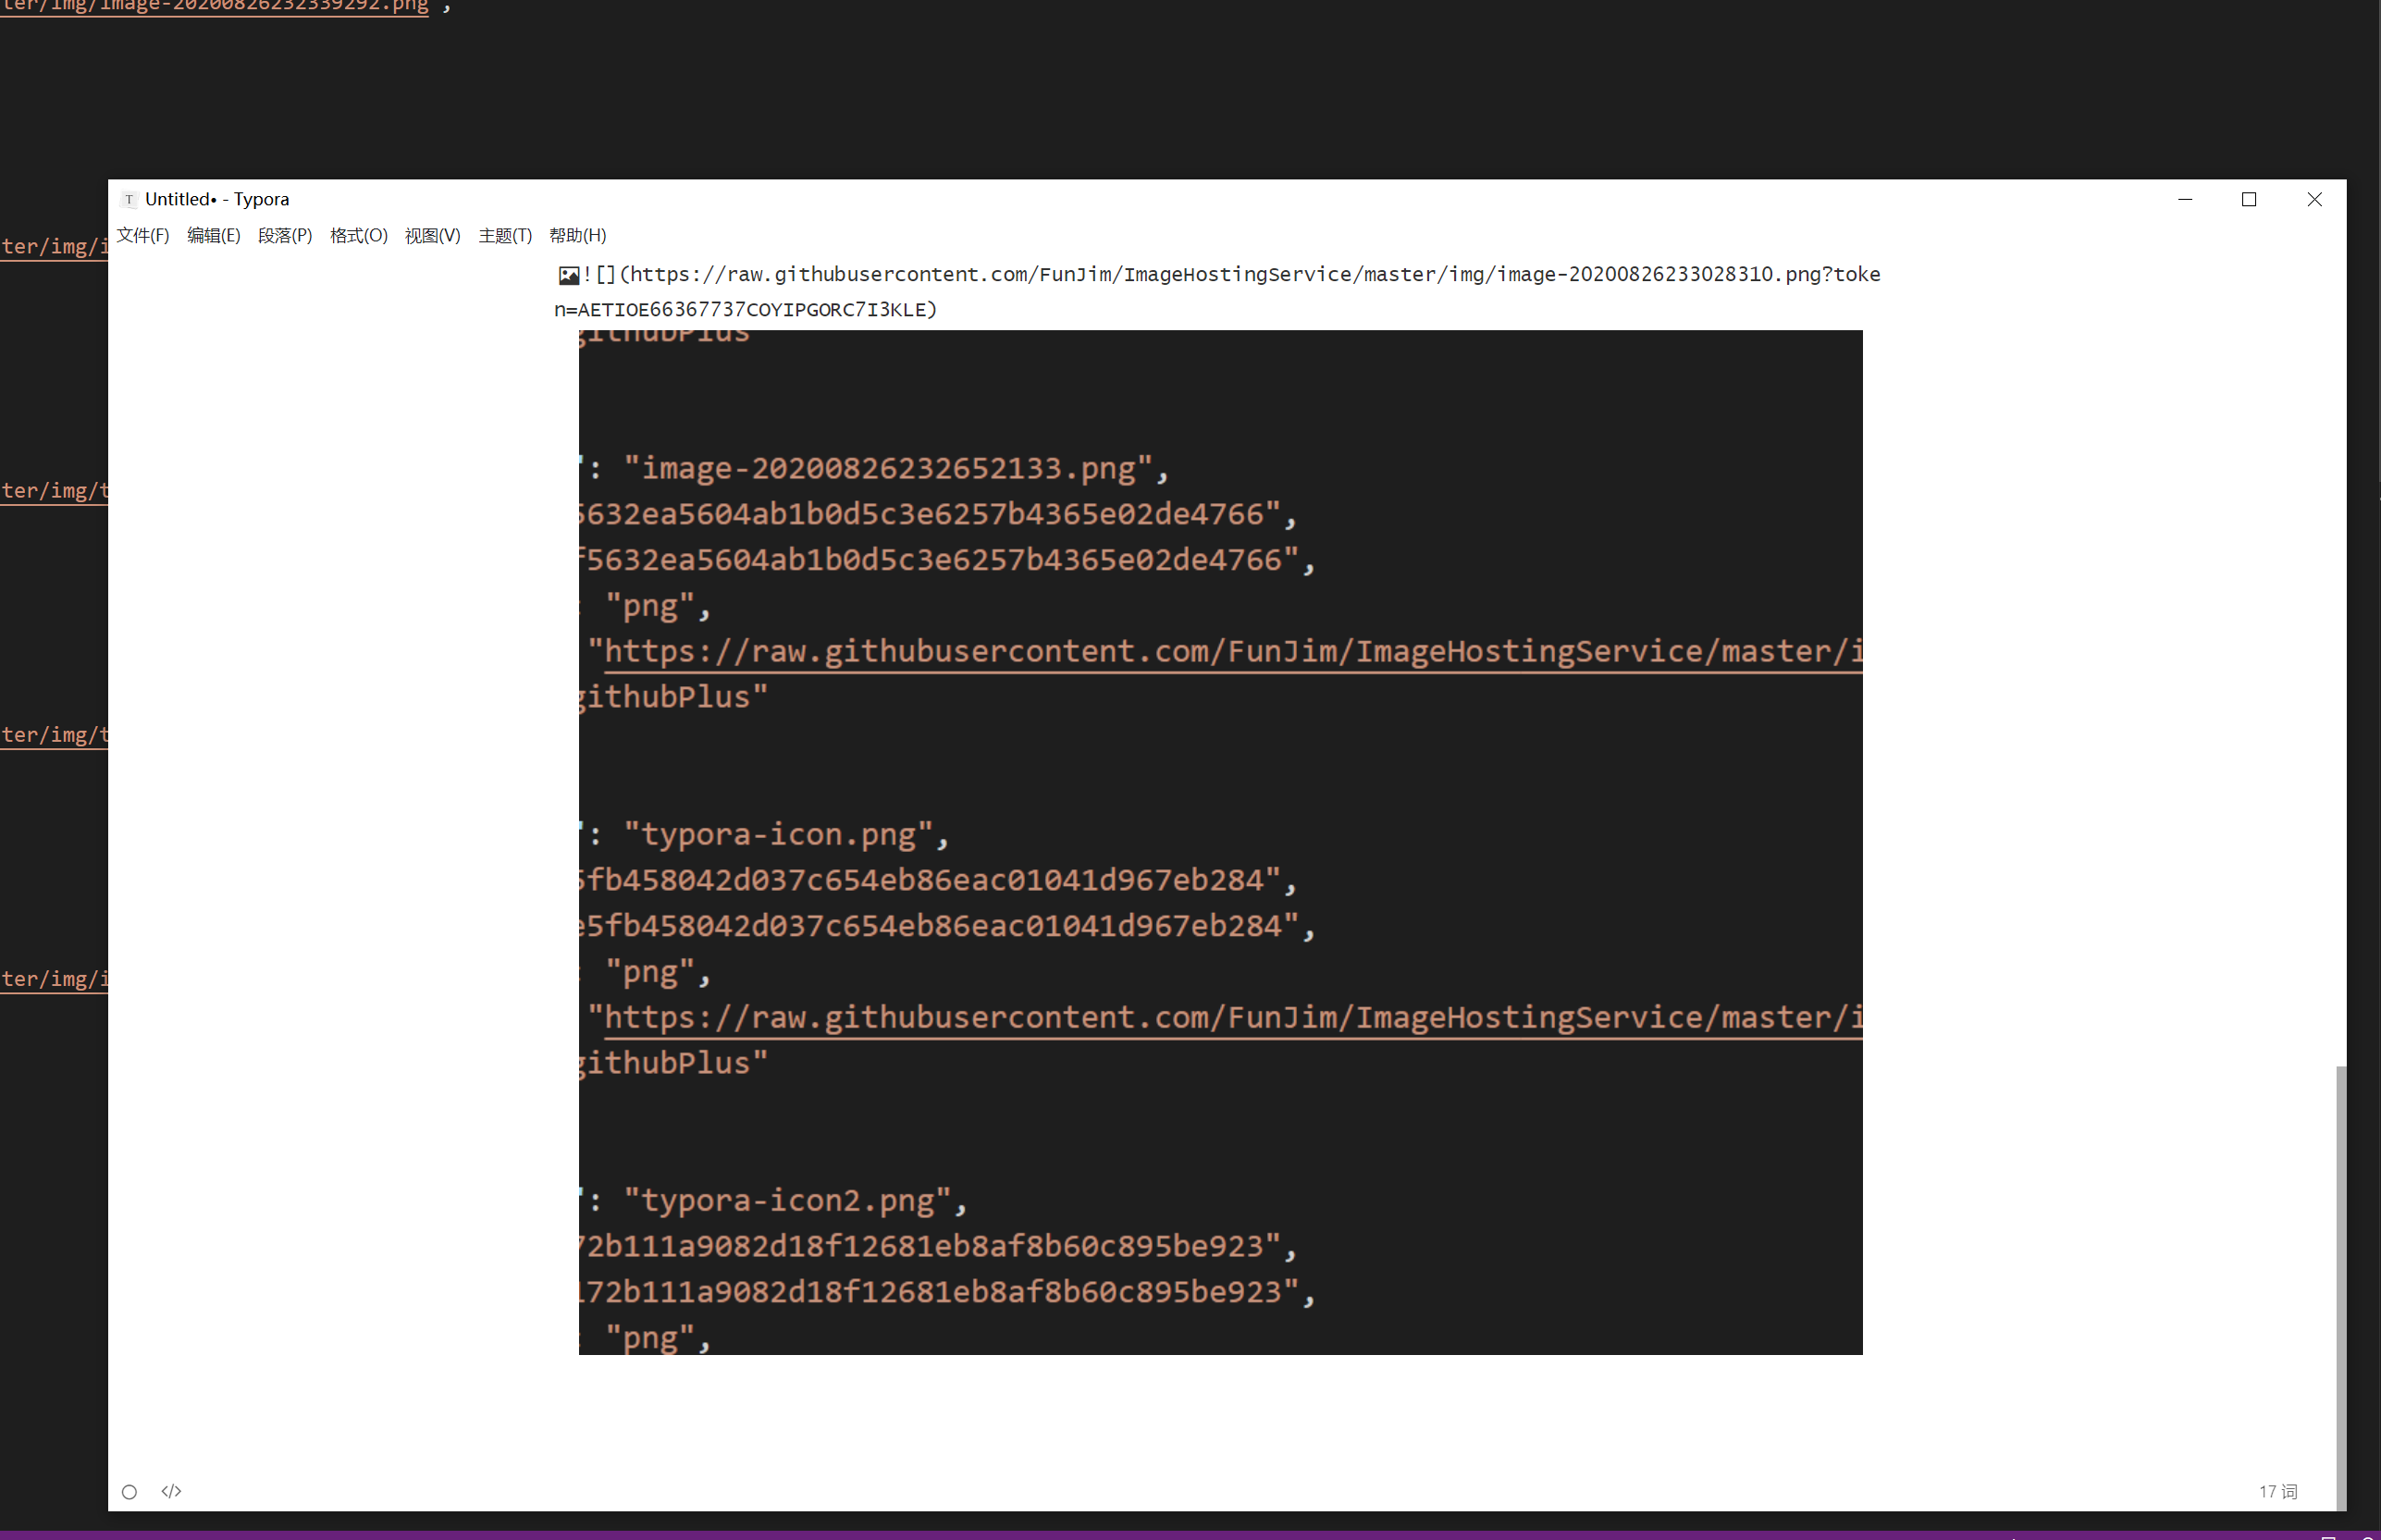 ter/img/image-20200826232339292.png",
Untitled• - Typora
文件(F) 编辑(E) 段落(P) 格式(O) 视图(V) 主题(T) 帮助(H)
ter/img/i
ter/img/t
ter/img/t
ter/img/i
![](https://raw.githubusercontent.com/FunJim/ImageHostingService/master/img/image-20200826233028310.png?toke
n=AETIOE66367737COYIPGORC7I3KLE)
githubPlus
": "image-20200826232652133.png",
5632ea5604ab1b0d5c3e6257b4365e02de4766",
f5632ea5604ab1b0d5c3e6257b4365e02de4766",
: "png",
"https://raw.githubusercontent.com/FunJim/ImageHostingService/master/i
githubPlus"
": "typora-icon.png",
5fb458042d037c654eb86eac01041d967eb284",
e5fb458042d037c654eb86eac01041d967eb284",
: "png",
"https://raw.githubusercontent.com/FunJim/ImageHostingService/master/i
githubPlus"
": "typora-icon2.png",
72b111a9082d18f12681eb8af8b60c895be923",
172b111a9082d18f12681eb8af8b60c895be923",
: "png",
</> 17 词